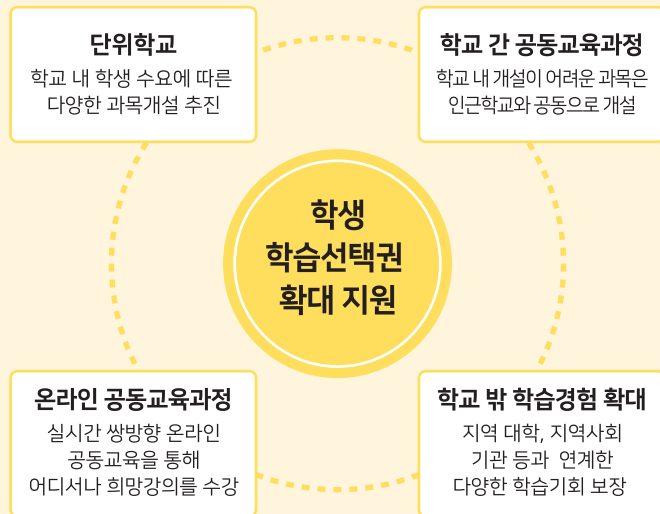 단위학교
학교 내 학생 수요에 따른
다양한 과목개설 추진
학교 간 공동교육과정
학교 내 개설이 어려운 과목은
인근학교와 공동으로 개설
학생
학습선택권
확대 지원
온라인 공동교육과정
실시간 쌍방향 온라인
공동교육을 통해
어디서나 희망강의를 수강
학교 밖 학습경험 확대
지역 대학, 지역사회
기관 등과 연계한
다양한 학습기회 보장